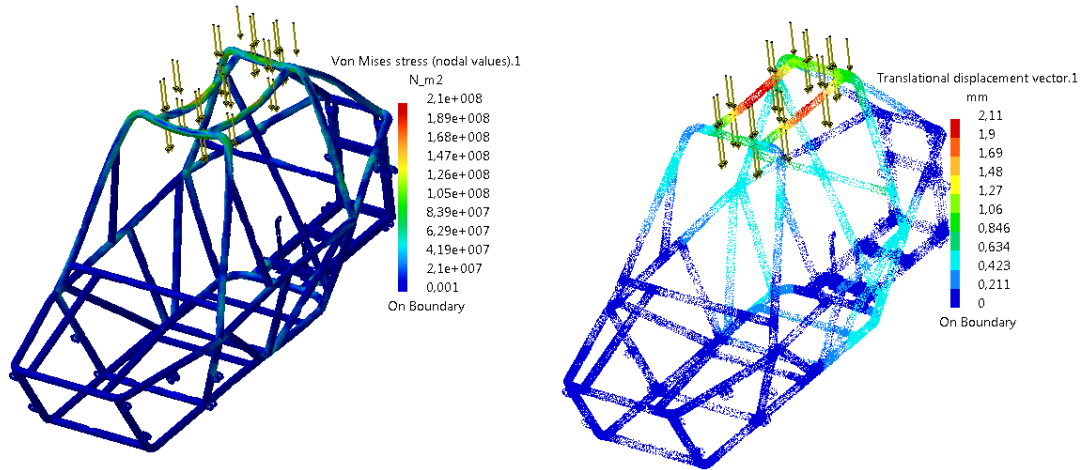 Von Mises stress (nodal values).1
N_m2
2,1e+008
1,89e+008
1,68e+008
1,47e+008
1,26e+008
1,05e+008
8,39e+007
6,29e+007
4,19e+007
2,1e+007
0,001
On Boundary
Translational displacement vector.1
mm
2,11
1,9
1,69
1,48
1,27
1,06
0,846
0,634
0,423
0,211
0
On Boundary